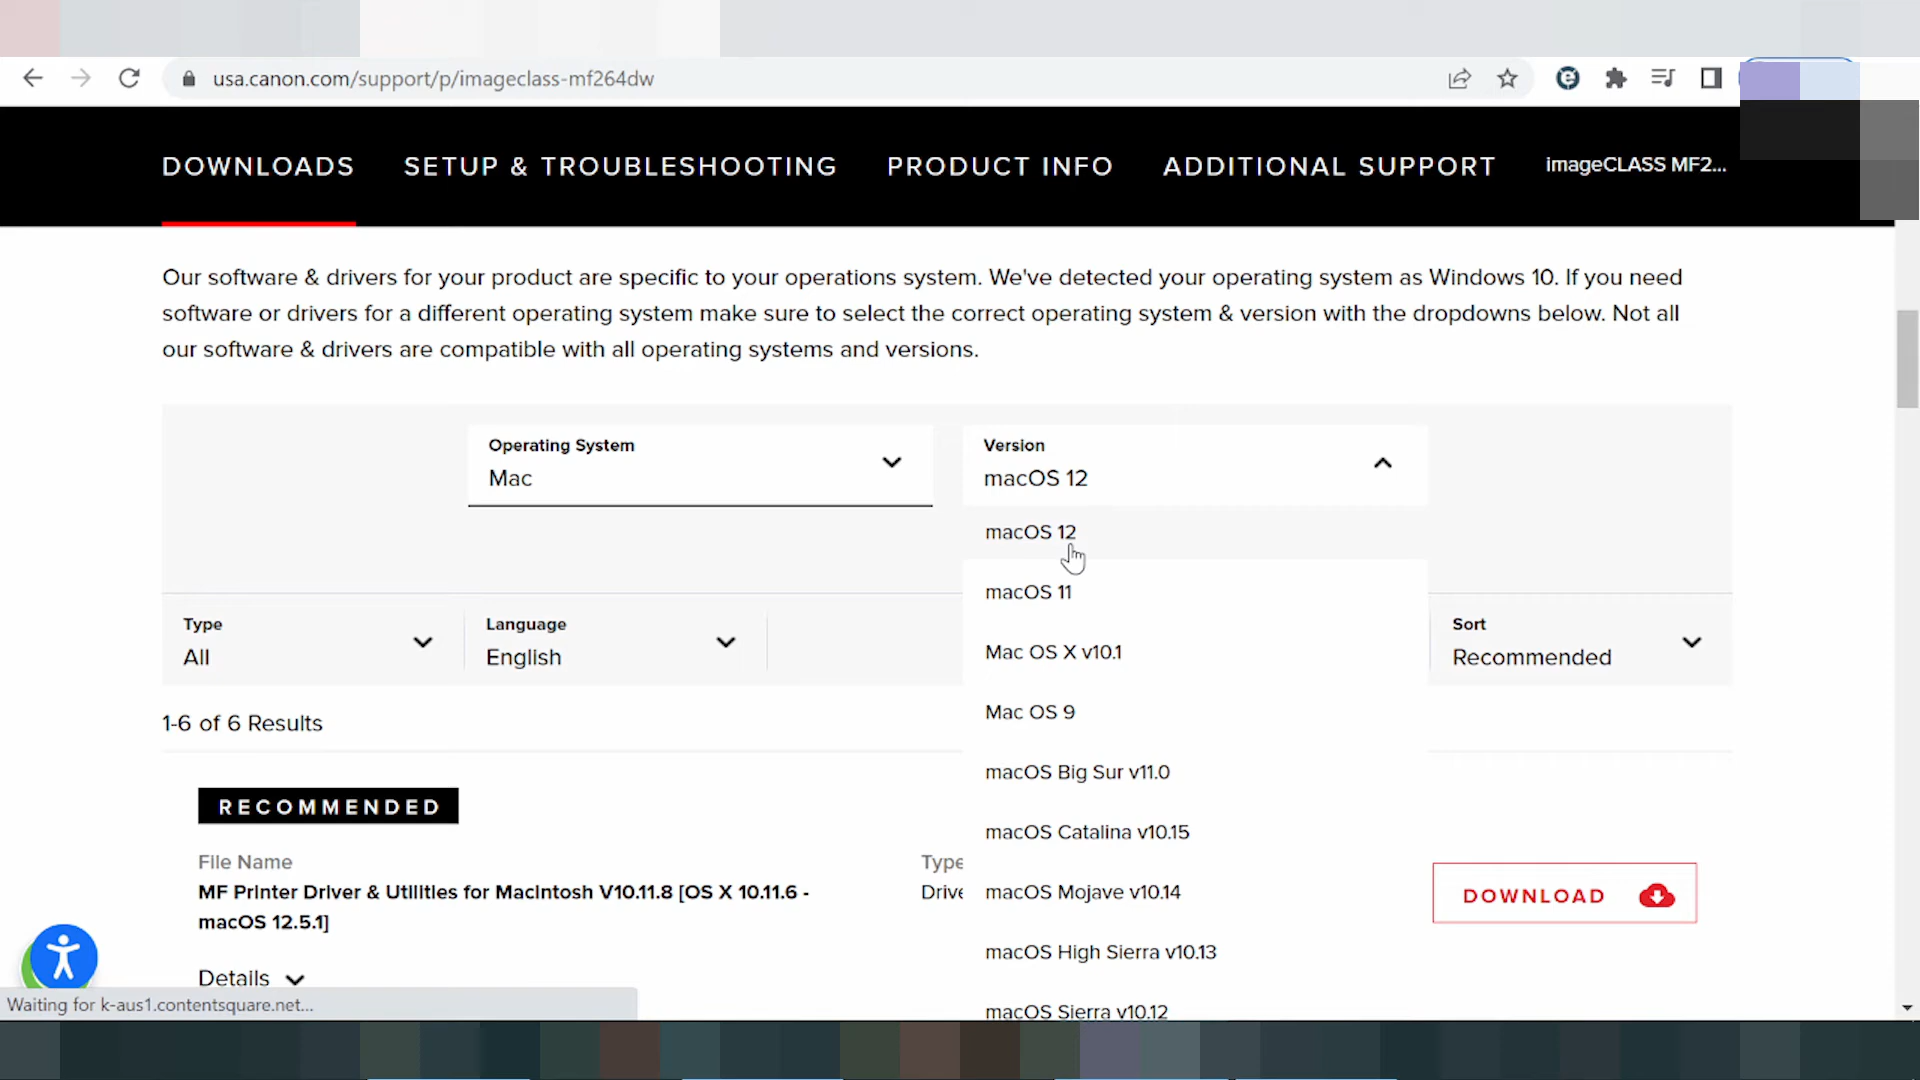 usa.canon.com/support/p/imageclass-mf264dw
DOWNLOADS SETUP & TROUBLESHOOTING PRODUCT INFO ADDITIONAL SUPPORT imageCLASS MF2...
Our software & drivers for your product are specific to your operations system. We've detected your operating system as Windows 10. If you need
software or drivers for a different operating system make sure to select the correct operating system & version with the dropdowns below. Not all
our software & drivers are compatible with all operating systems and versions.
Operating System
Mac
Version
macOS 12
macOS 12
macOS 11
Mac OS X v10.1
Mac OS 9
macOS Big Sur v11.0
macOS Catalina v10.15
macOS Mojave v10.14
macOS High Sierra v10.13
macOS Sierra v10.12
Type
All
Language
English
Sort
Recommended
1-6 of 6 Results
RECOMMENDED
File Name
MF Printer Driver & Utilities for Macintosh V10.11.8 [OS X 10.11.6 -
macOS 12.5.1]
Type
Drive
DOWNLOAD
Details
Waiting for k-aus1.contentsquare.net...